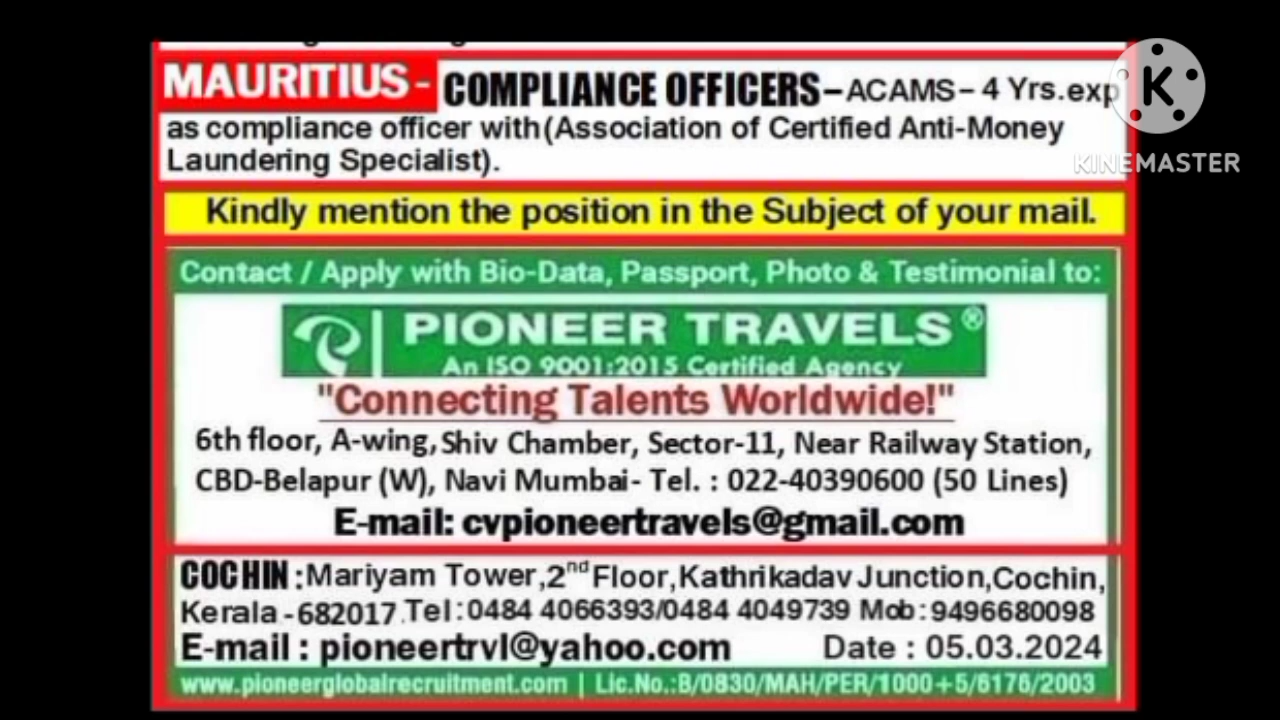 MAURITIUS - COMPLIANCE OFFICERS – ACAMS – 4 Yrs.exp
as compliance officer with (Association of Certified Anti-Money
Laundering Specialist).
Kindly mention the position in the Subject of your mail.
Contact / Apply with Bio-Data, Passport, Photo & Testimonial to:
PIONEER TRAVELS®
An ISO 9001:2015 Certified Agency
"Connecting Talents Worldwide!"
6th floor, A-wing, Shiv Chamber, Sector-11, Near Railway Station,
CBD-Belapur (W), Navi Mumbai- Tel. : 022-40390600 (50 Lines)
E-mail: cvpioneertravels@gmail.com
COCHIN : Mariyam Tower, 2nd Floor, Kathrikadav Junction, Cochin,
Kerala - 682017. Tel : 0484 4066393/0484 4049739 Mob : 9496680098
E-mail : pioneertrvl@yahoo.com Date : 05.03.2024
www.pioneerglobalrecruitment.com | Lic.No.:B/0830/MAH/PER/1000+5/6176/2003
K
KINEMASTER